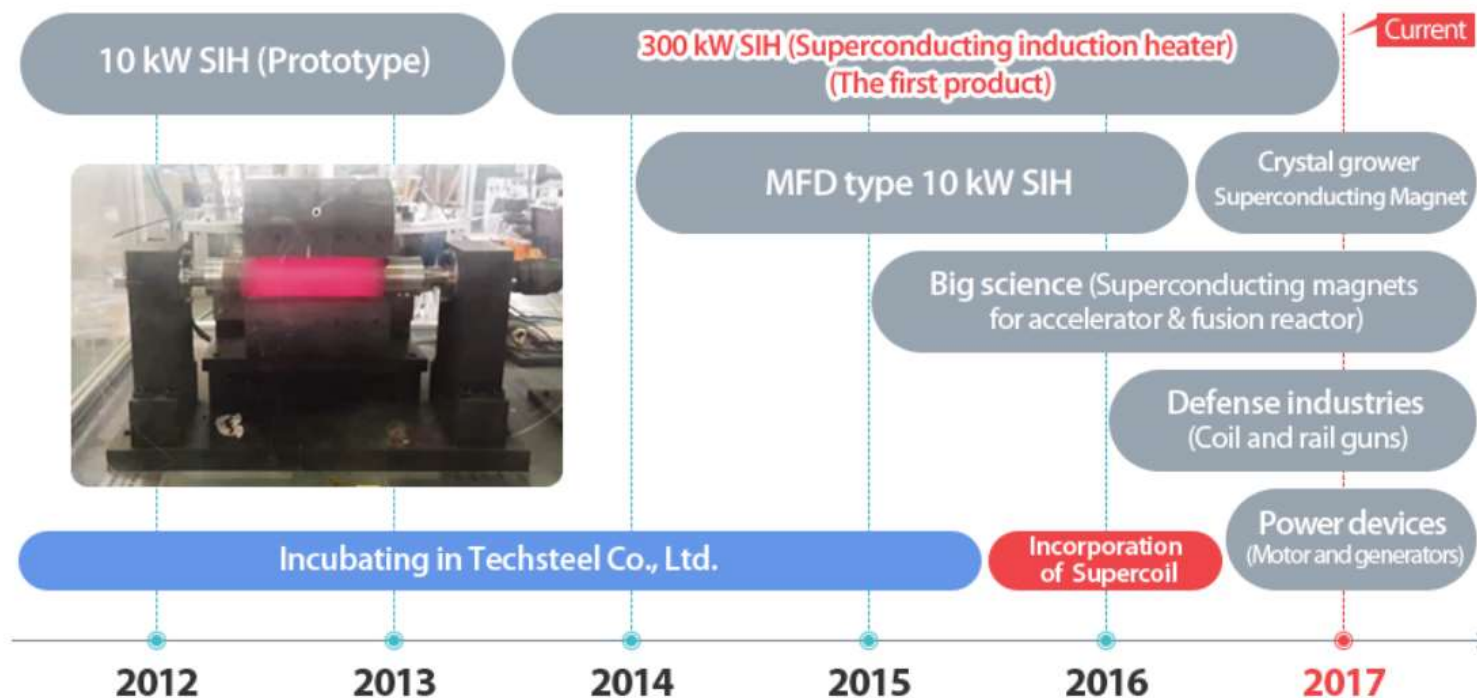 10 kW SIH (Prototype)
300 kW SIH (Superconducting induction heater)
(The first product)
Current
MFD type 10 kW SIH
Crystal grower
Superconducting Magnet
Big science (Superconducting magnets
for accelerator & fusion reactor)
Defense industries
(Coil and rail guns)
Power devices
(Motor and generators)
Incubating in Techsteel Co., Ltd.
Incorporation
of Supercoil
2012
2013
2014
2015
2016
2017